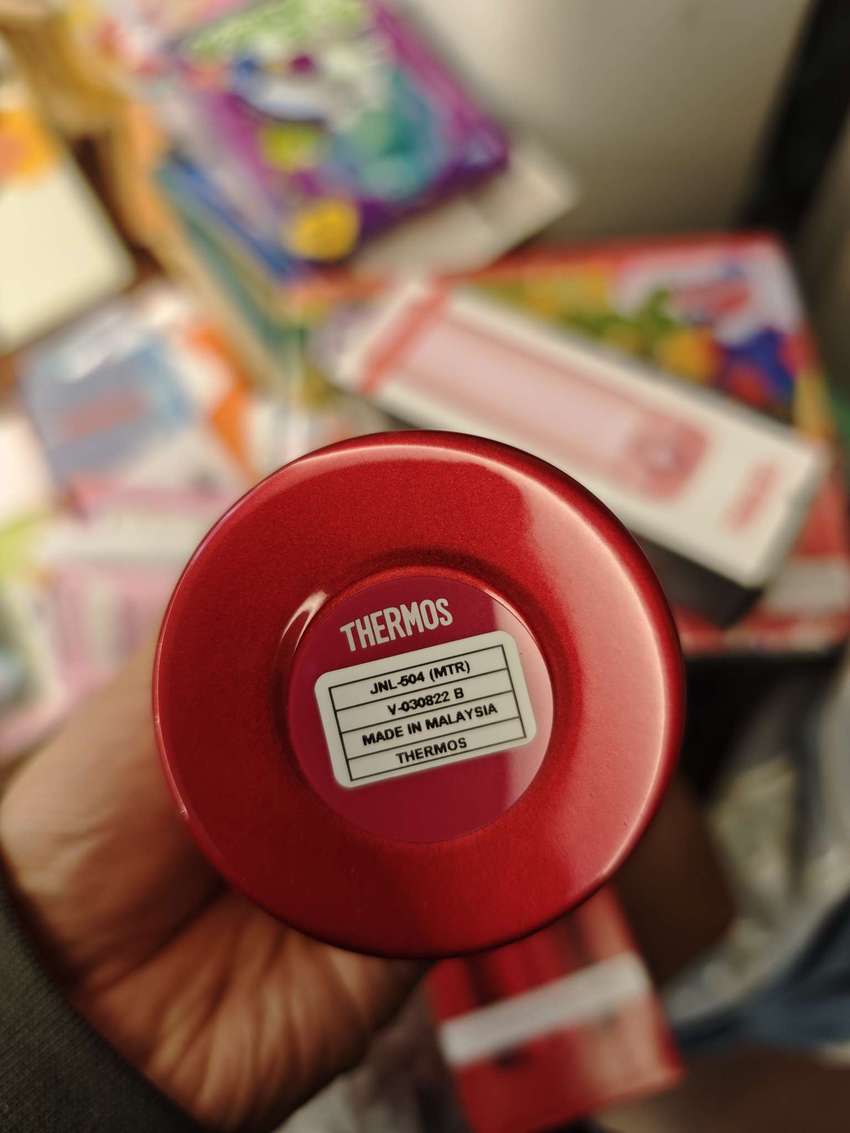 THERMOS
JNL-504 (MTR)
V-030822 B
MADE IN MALAYSIA
THERMOS